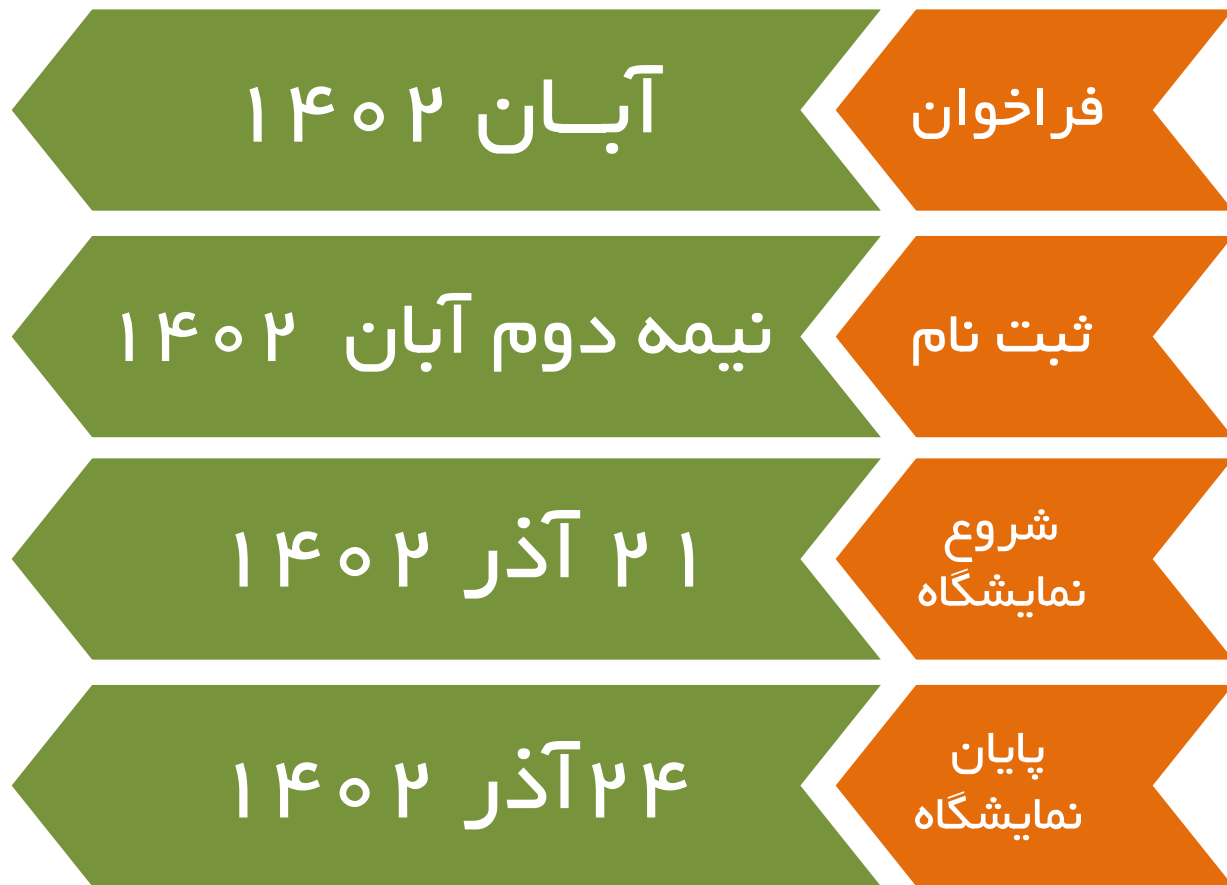 فراخوان
آبـــان ۱۴۰۲
ثبت نام
نیمه دوم آبان ۱۴۰۲
شروع
نمایشگاه
۲۱ آذر ۱۴۰۲
پایان
نمایشگاه
۲۴آذر ۱۴۰۲